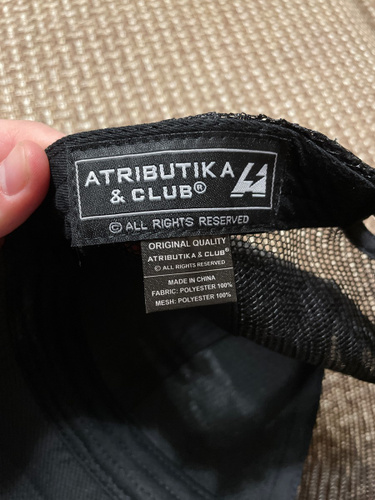 ATRIBUTIKA
& CLUB®
© ALL RIGHTS RESERVED
ORIGINAL QUALITY
ATRIBUTIKA & CLUB®
© ALL RIGHTS RESERVED
MADE IN CHINA
FABRIC: POLYESTER 100%
MESH: POLYESTER 100%